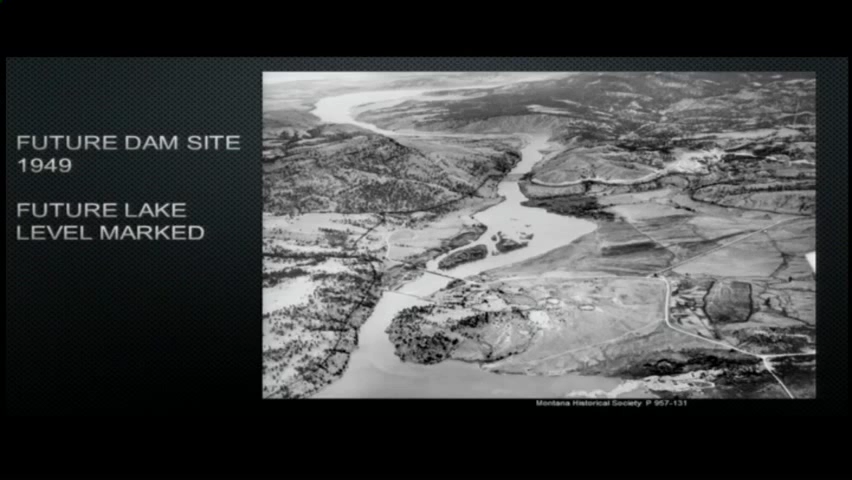 FUTURE DAM SITE
1949
FUTURE LAKE
LEVEL MARKED
Montana Historical Society P 957-131